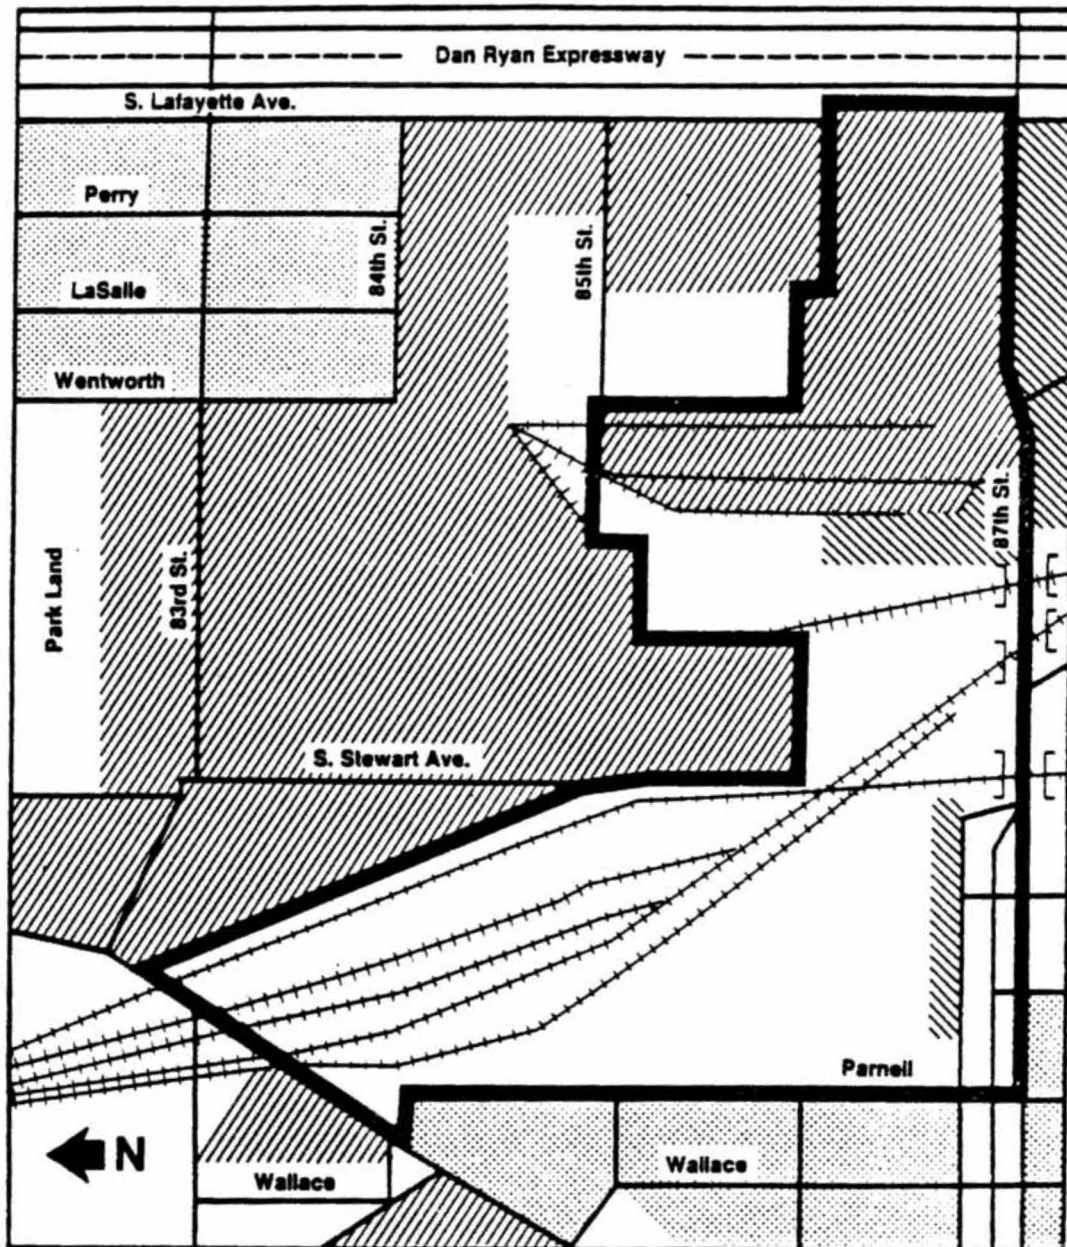 Dan Ryan Expressway
S. Lafayette Ave.
Perry
84th St.
85th St.
LaSalle
Wentworth
87th St.
Park Land
83rd St.
S. Stewart Ave.
Parnell
N
Wallace
Wallace